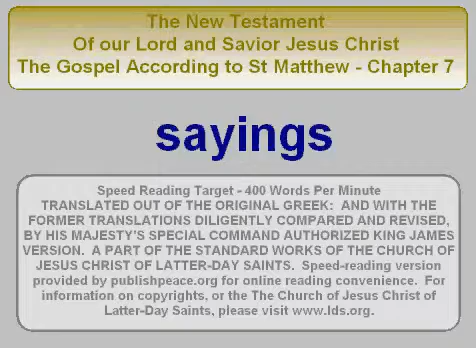 The New Testament
Of our Lord and Savior Jesus Christ
The Gospel According to St Matthew - Chapter 7
sayings
Speed Reading Target - 400 Words Per Minute
TRANSLATED OUT OF THE ORIGINAL GREEK:  AND WITH THE
FORMER TRANSLATIONS DILIGENTLY COMPARED AND REVISED,
BY HIS MAJESTY'S SPECIAL COMMAND AUTHORIZED KING JAMES
VERSION.  A PART OF THE STANDARD WORKS OF THE CHURCH OF
JESUS CHRIST OF LATTER-DAY SAINTS.  Speed-reading version
provided by publishpeace.org for online reading convenience.  For
information on copyrights, or the The Church of Jesus Christ of
Latter-Day Saints, please visit www.lds.org.